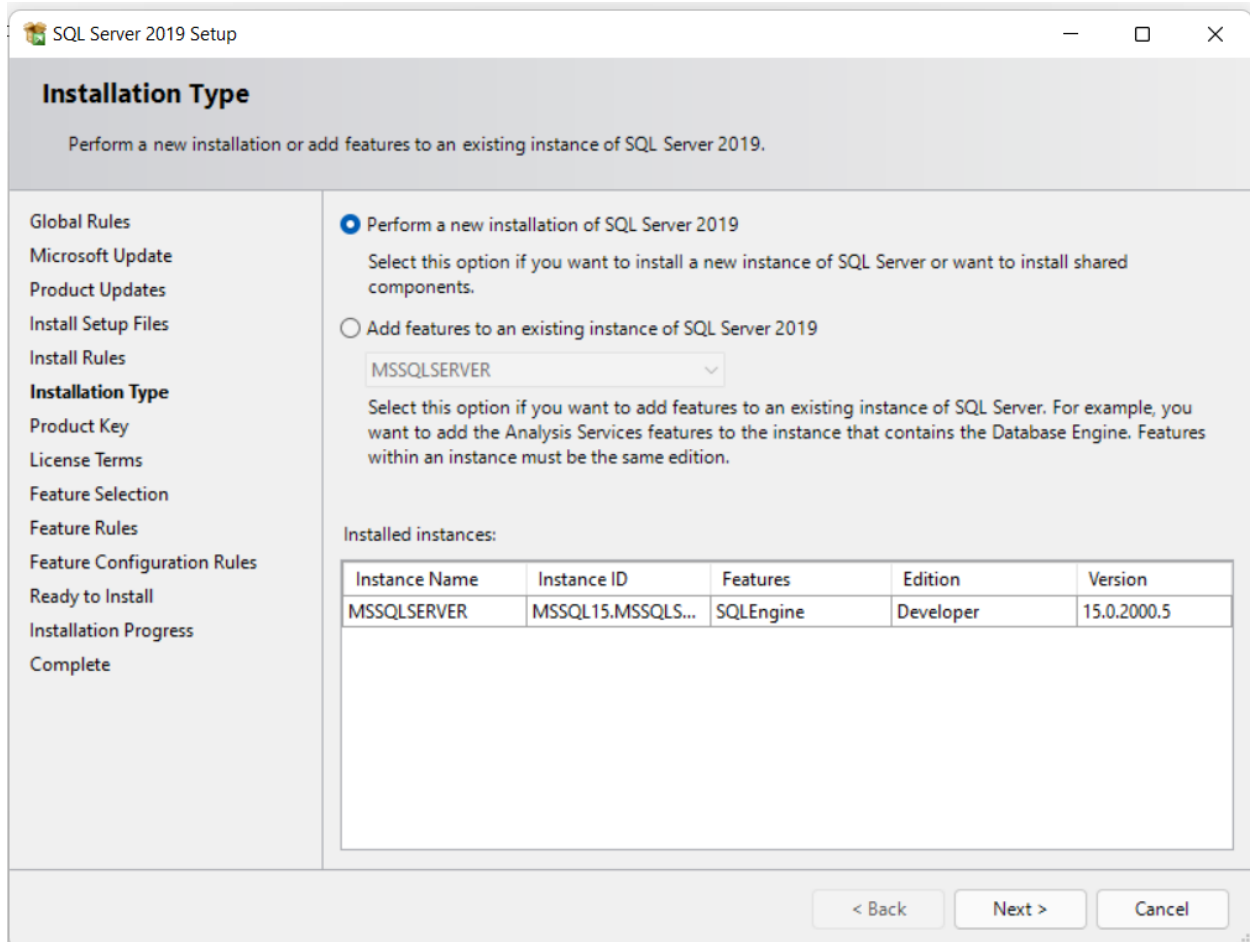 SQL Server 2019 Setup
Installation Type
Perform a new installation or add features to an existing instance of SQL Server 2019.
Global Rules
Microsoft Update
Product Updates
Install Setup Files
Install Rules
Installation Type
Product Key
License Terms
Feature Selection
Feature Rules
Feature Configuration Rules
Ready to Install
Installation Progress
Complete
Perform a new installation of SQL Server 2019
Select this option if you want to install a new instance of SQL Server or want to install shared
components.
Add features to an existing instance of SQL Server 2019
MSSQLSERVER
Select this option if you want to add features to an existing instance of SQL Server. For example, you
want to add the Analysis Services features to the instance that contains the Database Engine. Features
within an instance must be the same edition.
Installed instances:
Instance Name Instance ID Features Edition Version
MSSQLSERVER MSSQL15.MSSQLS... SQLEngine Developer 15.0.2000.5
< Back Next > Cancel